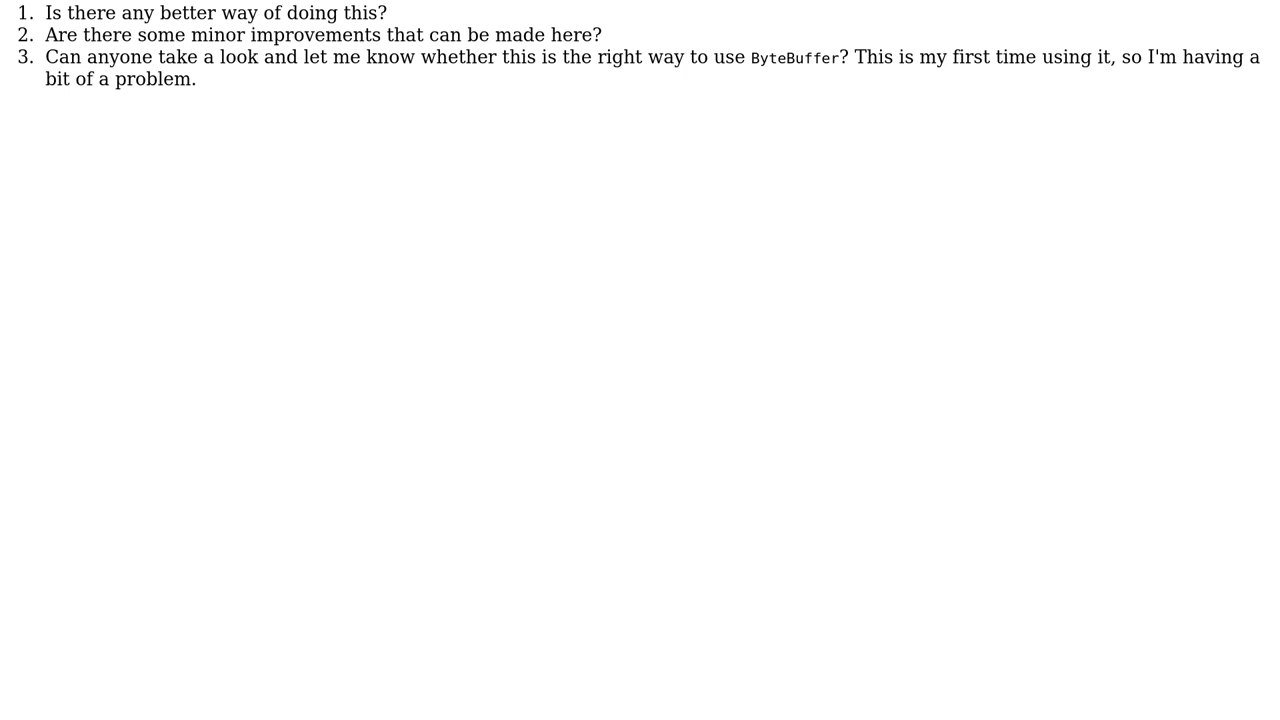 1. Is there any better way of doing this?
2. Are there some minor improvements that can be made here?
3. Can anyone take a look and let me know whether this is the right way to use ByteBuffer? This is my first time using it, so I'm having a
bit of a problem.